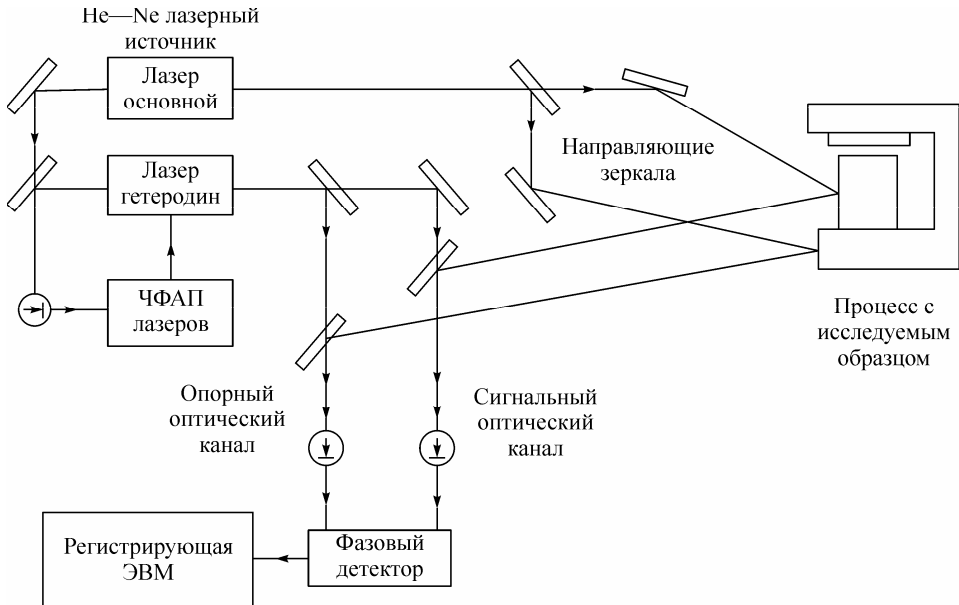 He—Ne лазерный
источник
Лазер
основной
Лазер
гетеродин
Направляющие
зеркала
ЧФАП
лазеров
Процесс с
исследуемым
образцом
Опорный
оптический
канал
Сигнальный
оптический
канал
Регистрирующая
ЭВМ
Фазовый
детектор